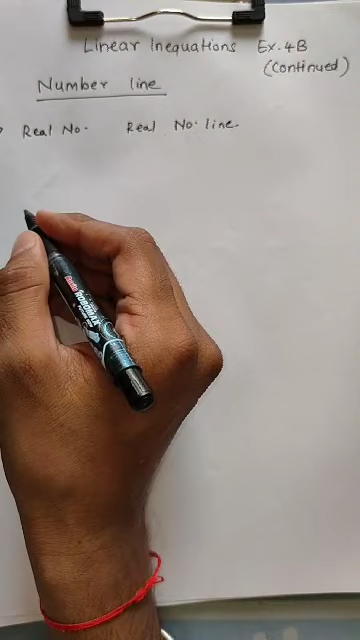 Linear Inequations Ex. 4B
(Continued)
Number line
Real No. Real No. line